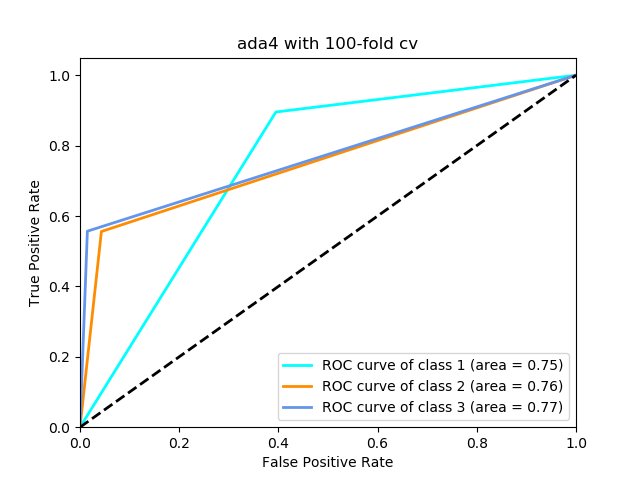 ada4 with 100-fold cv
1.0
0.8
0.6
0.4
0.2
0.0
True Positive Rate
0.0 0.2 0.4 0.6 0.8 1.0
False Positive Rate
ROC curve of class 1 (area = 0.75)
ROC curve of class 2 (area = 0.76)
ROC curve of class 3 (area = 0.77)